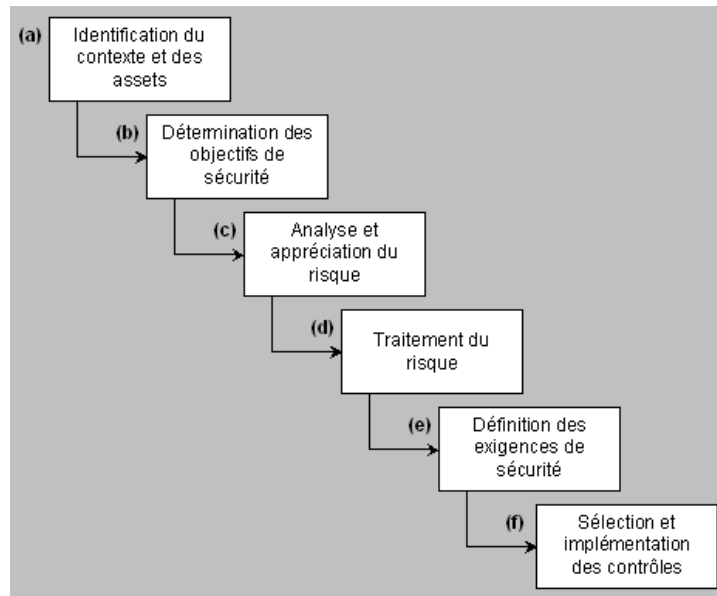 (a) Identification du
contexte et des
assets
(b) Détermination des
objectifs de
sécurité
(c) Analyse et
appréciation du
risque
(d) Traitement du
risque
(e) Définition des
exigences de
sécurité
(f) Sélection et
implémentation
des contrôles